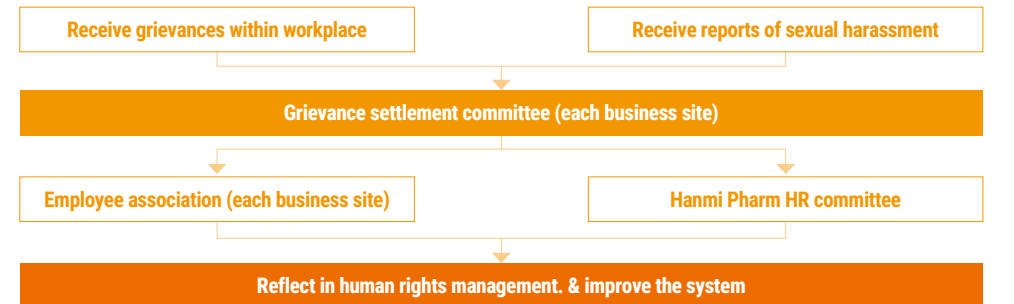 Receive grievances within workplace
Receive reports of sexual harassment
Grievance settlement committee (each business site)
Employee association (each business site)
Hanmi Pharm HR committee
Reflect in human rights management. & improve the system